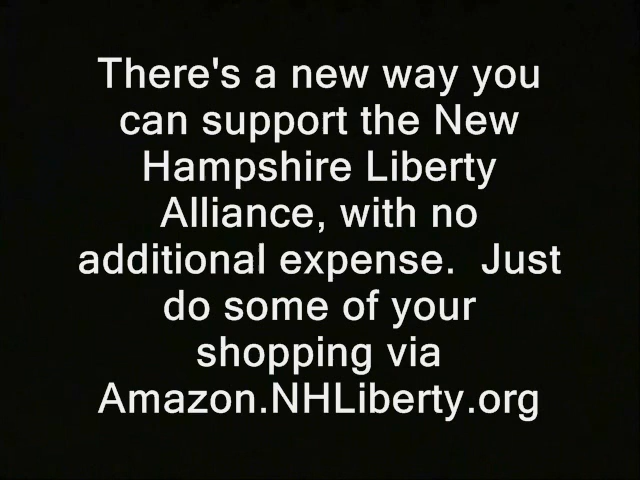 There's a new way you
can support the New
Hampshire Liberty
Alliance, with no
additional expense.  Just
do some of your
shopping via
Amazon.NHLiberty.org